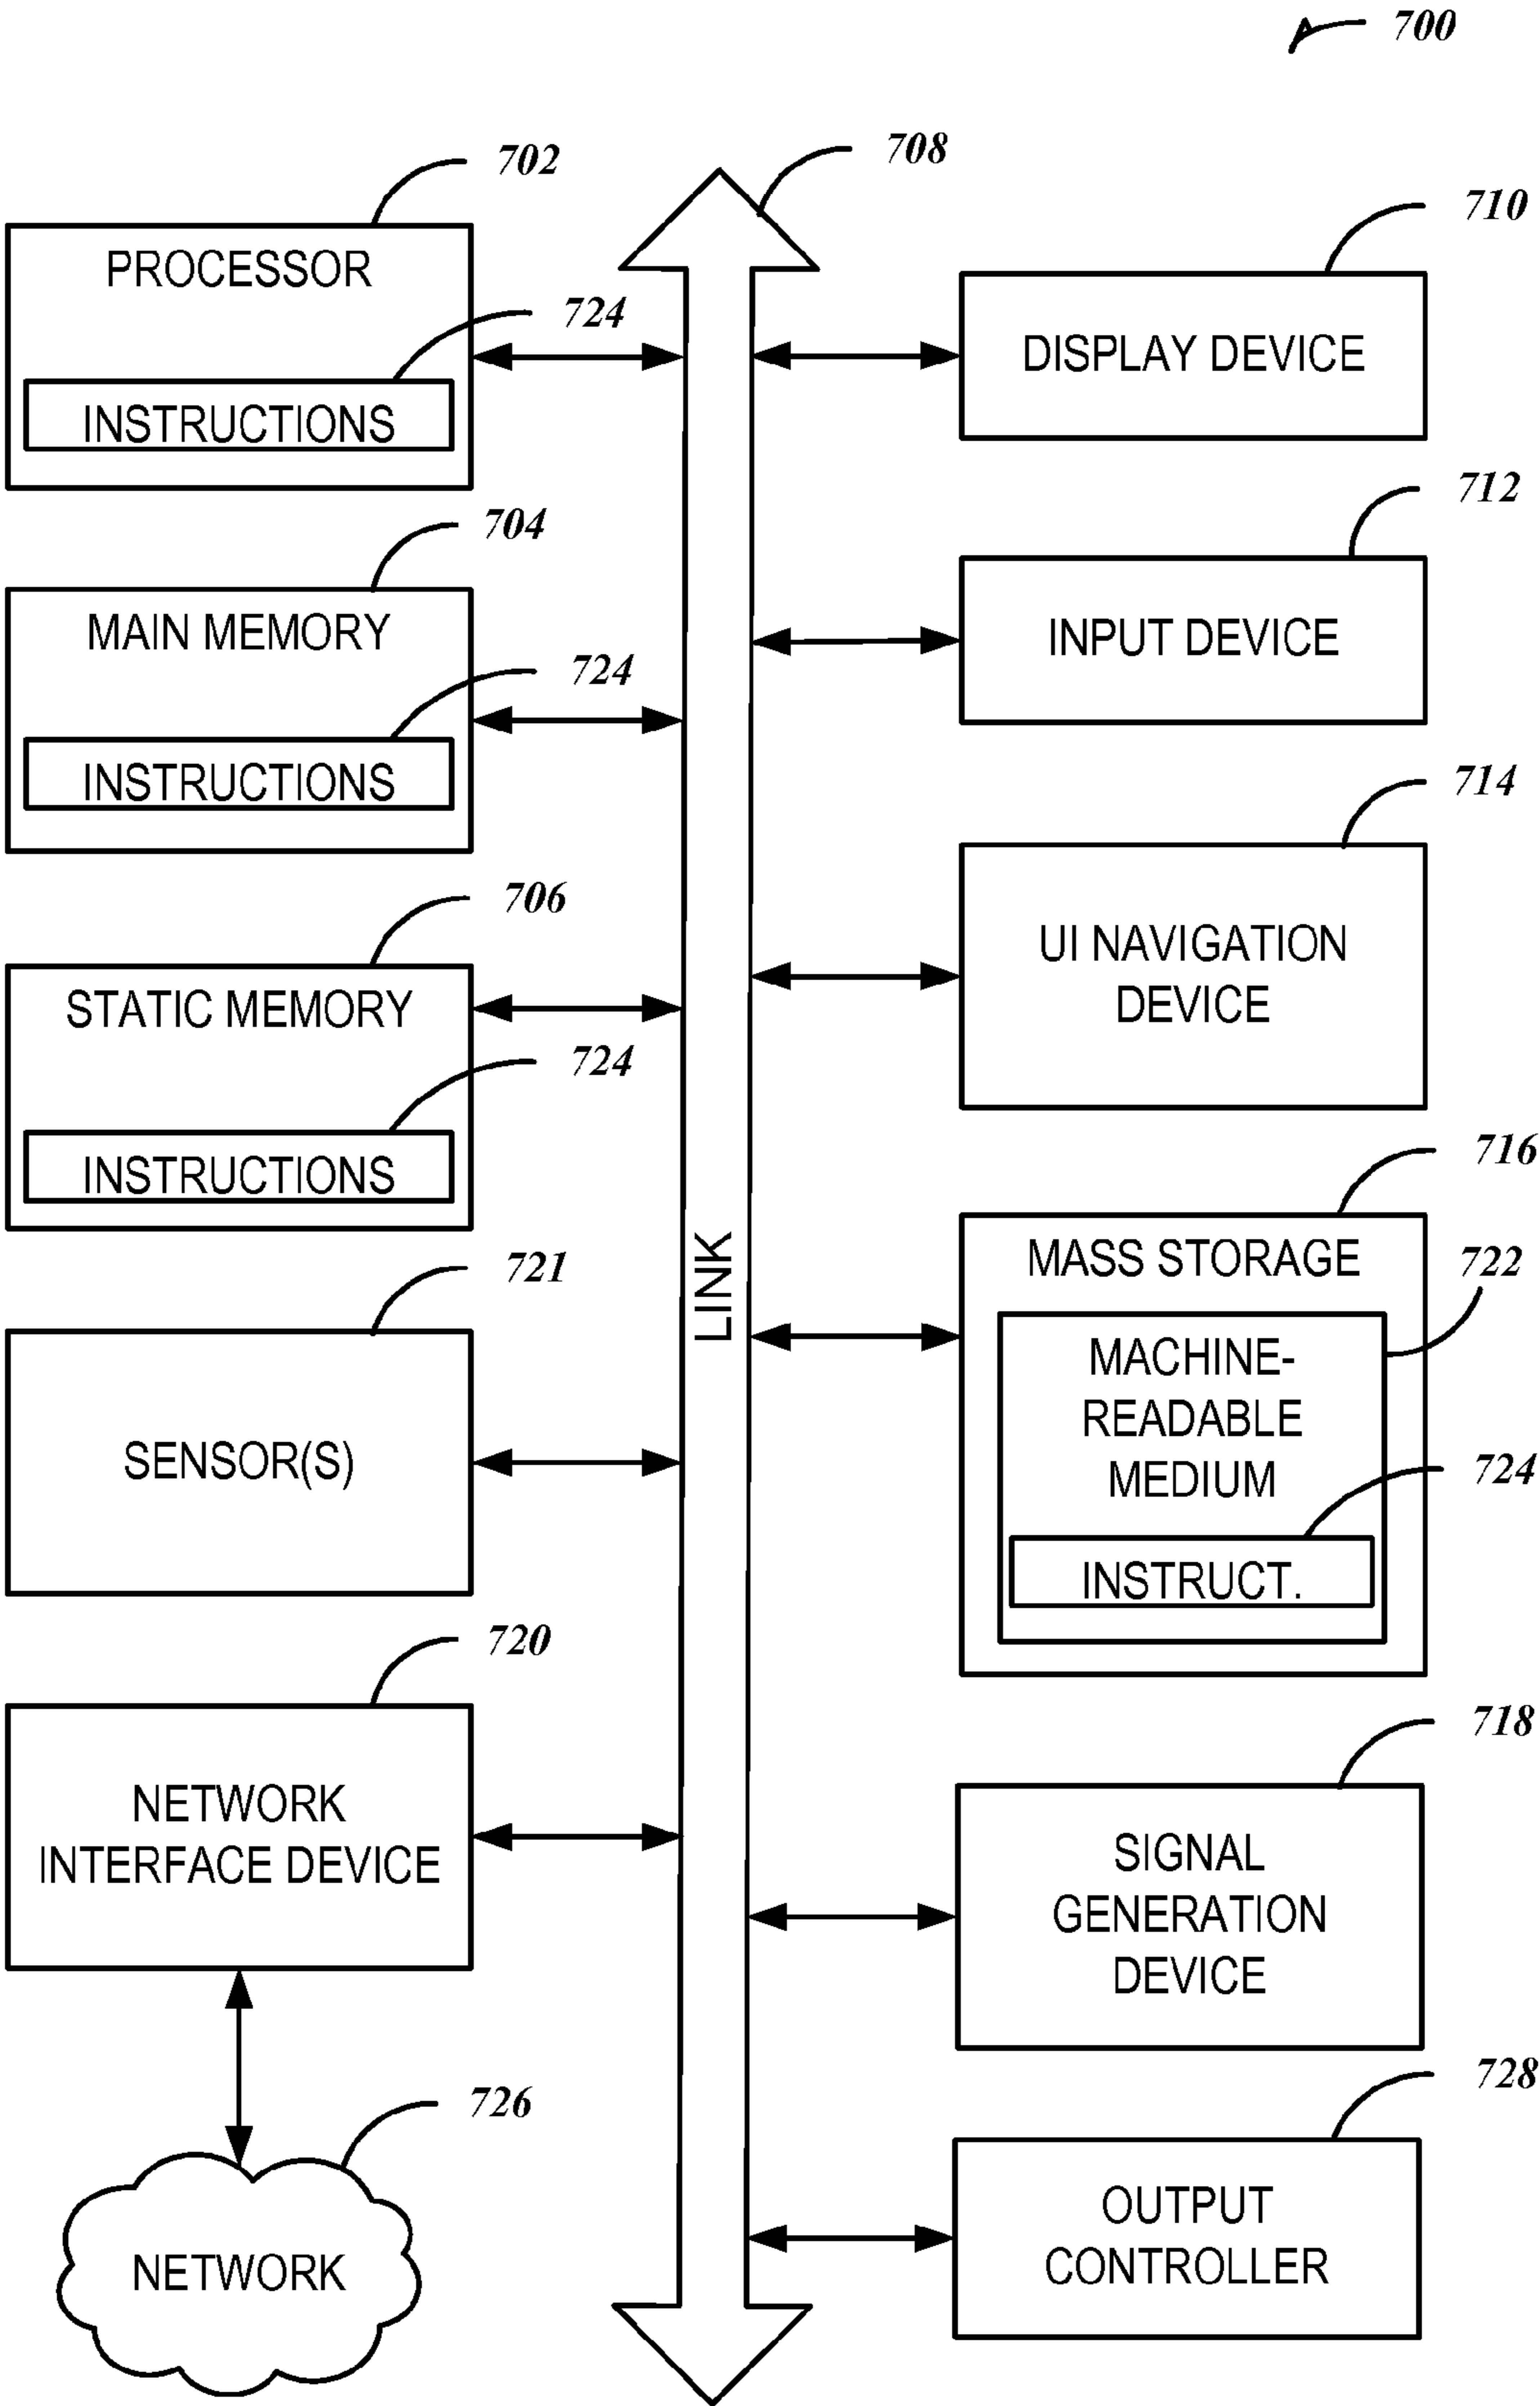 700
702
PROCESSOR
724
INSTRUCTIONS
704
MAIN MEMORY
724
INSTRUCTIONS
706
STATIC MEMORY
724
INSTRUCTIONS
721
SENSOR(S)
720
NETWORK
INTERFACE DEVICE
726
NETWORK
708
LINK
710
DISPLAY DEVICE
712
INPUT DEVICE
714
UI NAVIGATION
DEVICE
716
MASS STORAGE
722
MACHINE-
READABLE
MEDIUM
724
INSTRUCT.
718
SIGNAL
GENERATION
DEVICE
728
OUTPUT
CONTROLLER